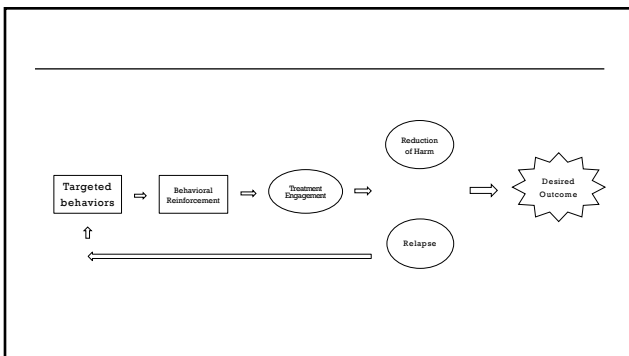 Targeted
behaviors
Behavioral
Reinforcement
Treatment
Engagement
Reduction
of Harm
Relapse
Desired
Outcome